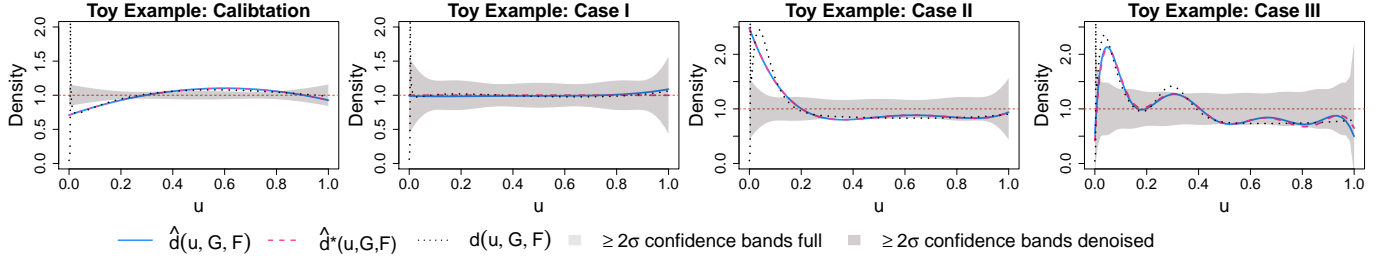 Toy Example: Calibtation
Density
0.0 0.5 1.0 1.5 2.0
0.0 0.2 0.4 0.6 0.8 1.0
u
Toy Example: Case I
Density
0.0 0.5 1.0 1.5 2.0
0.0 0.2 0.4 0.6 0.8 1.0
u
Toy Example: Case II
Density
0.0 1.0 2.0
0.0 0.2 0.4 0.6 0.8 1.0
u
Toy Example: Case III
Density
0.0 1.0 2.0
0.0 0.2 0.4 0.6 0.8 1.0
u
d̂(u, G, F) d̂*(u,G,F) d(u, G, F) ≥ 2σ confidence bands full ≥ 2σ confidence bands denoised